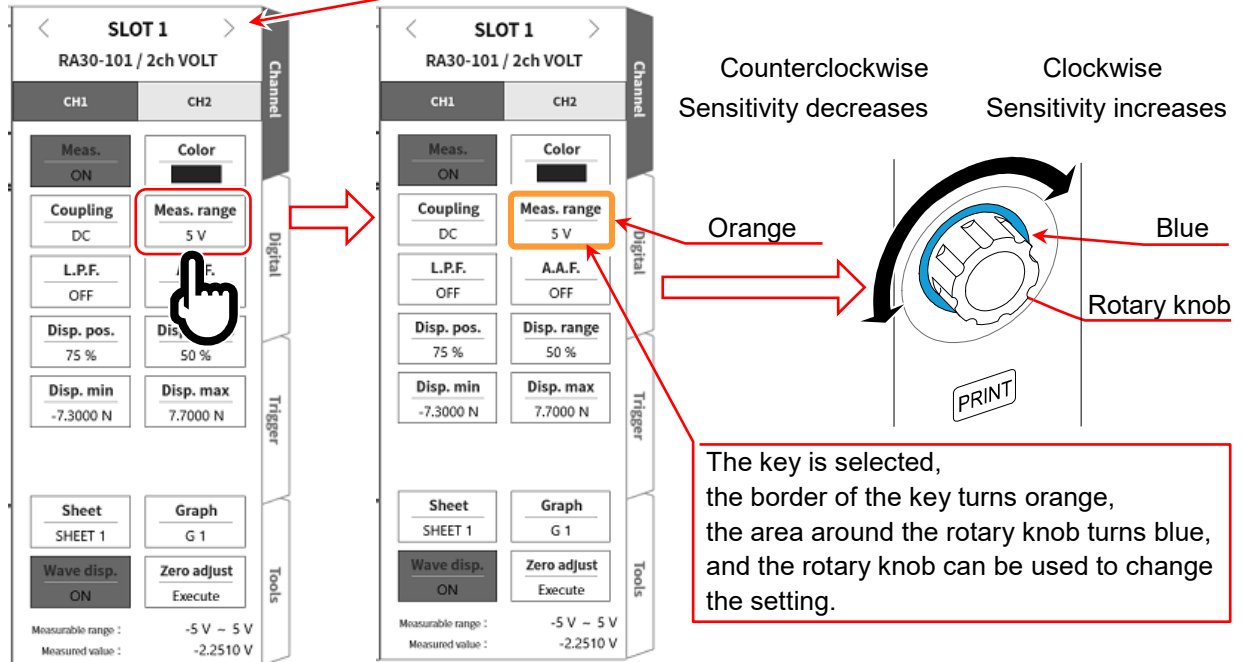 SLOT 1
RA30-101 / 2ch VOLT
CH1
CH2
Meas.
ON
Color
Coupling
DC
Meas. range
5 V
L.P.F.
OFF
Disp. pos.
75 %
50 %
Disp. min
-7.3000 N
Disp. max
7.7000 N
Sheet
SHEET 1
Graph
G 1
Wave disp.
ON
Zero adjust
Execute
Measurable range :
-5 V ~ 5 V
Measured value :
-2.2510 V
Channel
Digital
Trigger
Tools
SLOT 1
RA30-101 / 2ch VOLT
CH1
CH2
Meas.
ON
Color
Coupling
DC
Meas. range
5 V
L.P.F.
OFF
A.A.F.
OFF
Disp. pos.
75 %
Disp. range
50 %
Disp. min
-7.3000 N
Disp. max
7.7000 N
Sheet
SHEET 1
Graph
G 1
Wave disp.
ON
Zero adjust
Execute
Measurable range :
-5 V ~ 5 V
Measured value :
-2.2510 V
Channel
Digital
Trigger
Tools
Counterclockwise
Sensitivity decreases
Clockwise
Sensitivity increases
Orange
Blue
Rotary knob
PRINT
The key is selected,
the border of the key turns orange,
the area around the rotary knob turns blue,
and the rotary knob can be used to change
the setting.